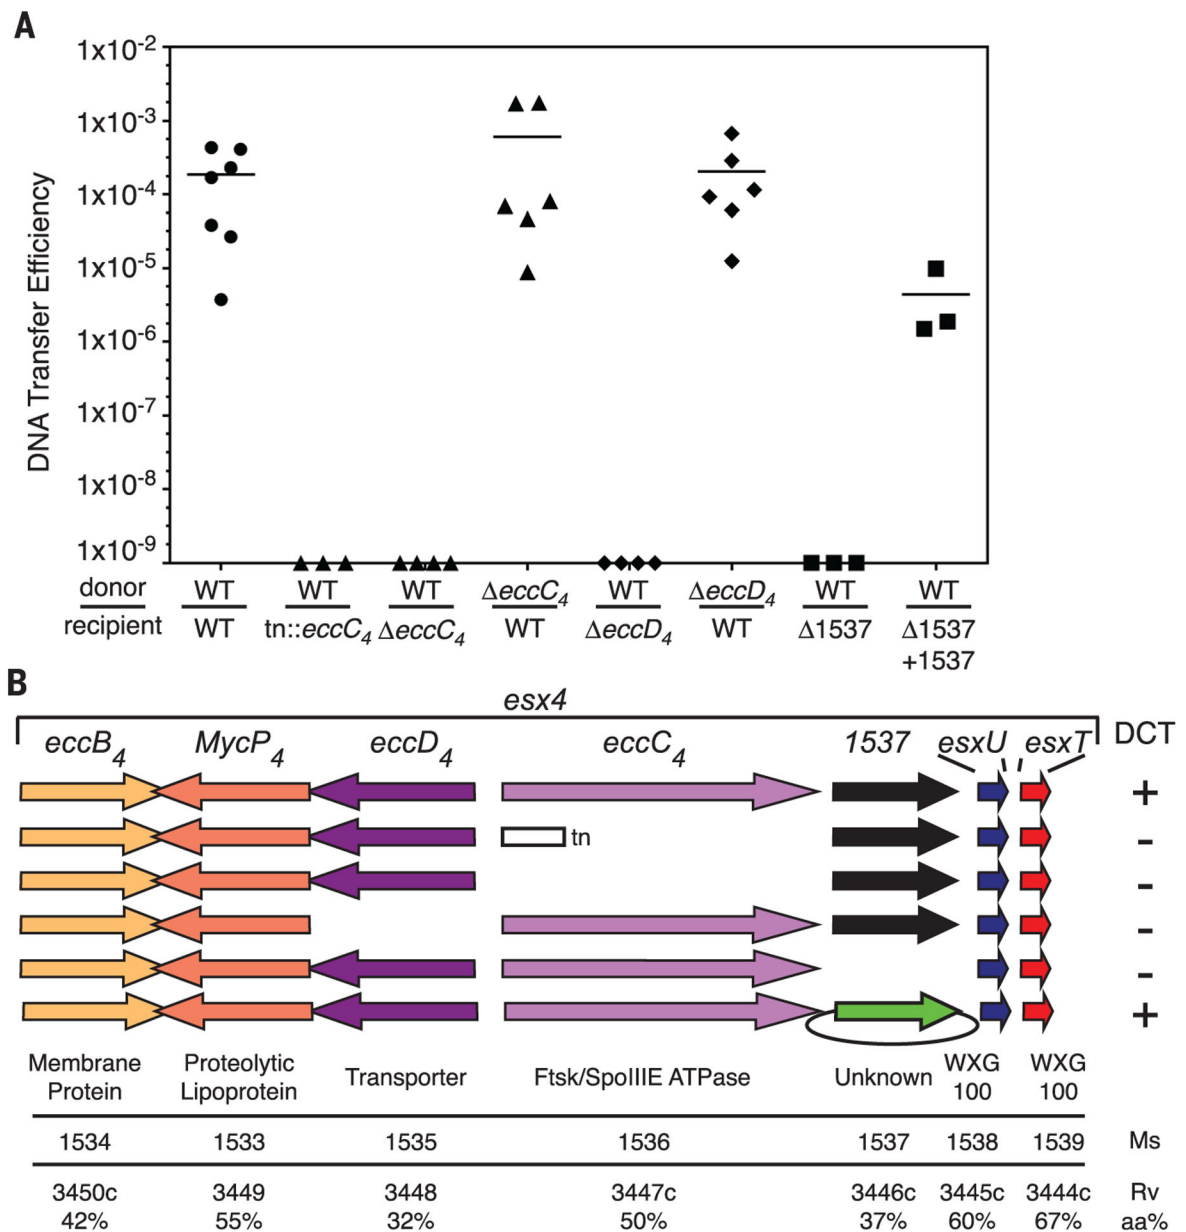 A
DNA Transfer Efficiency
1x10-2
1x10-3
1x10-4
1x10-5
1x10-6
1x10-7
1x10-8
1x10-9
donor WT WT WT ΔeccC4 WT ΔeccD4 WT WT
recipient WT tn::eccC4 ΔeccC4 WT ΔeccD4 WT Δ1537 Δ1537
+1537
B
esx4
eccB4 MycP4 eccD4 eccC4 1537 esxU esxT DCT
+
tn -
-
-
-
+
Membrane Proteolytic Transporter Ftsk/SpoIIIE ATPase Unknown WXG WXG
Protein Lipoprotein 100 100
1534 1533 1535 1536 1537 1538 1539 Ms
3450c 3449 3448 3447c 3446c 3445c 3444c Rv
42% 55% 32% 50% 37% 60% 67% aa%